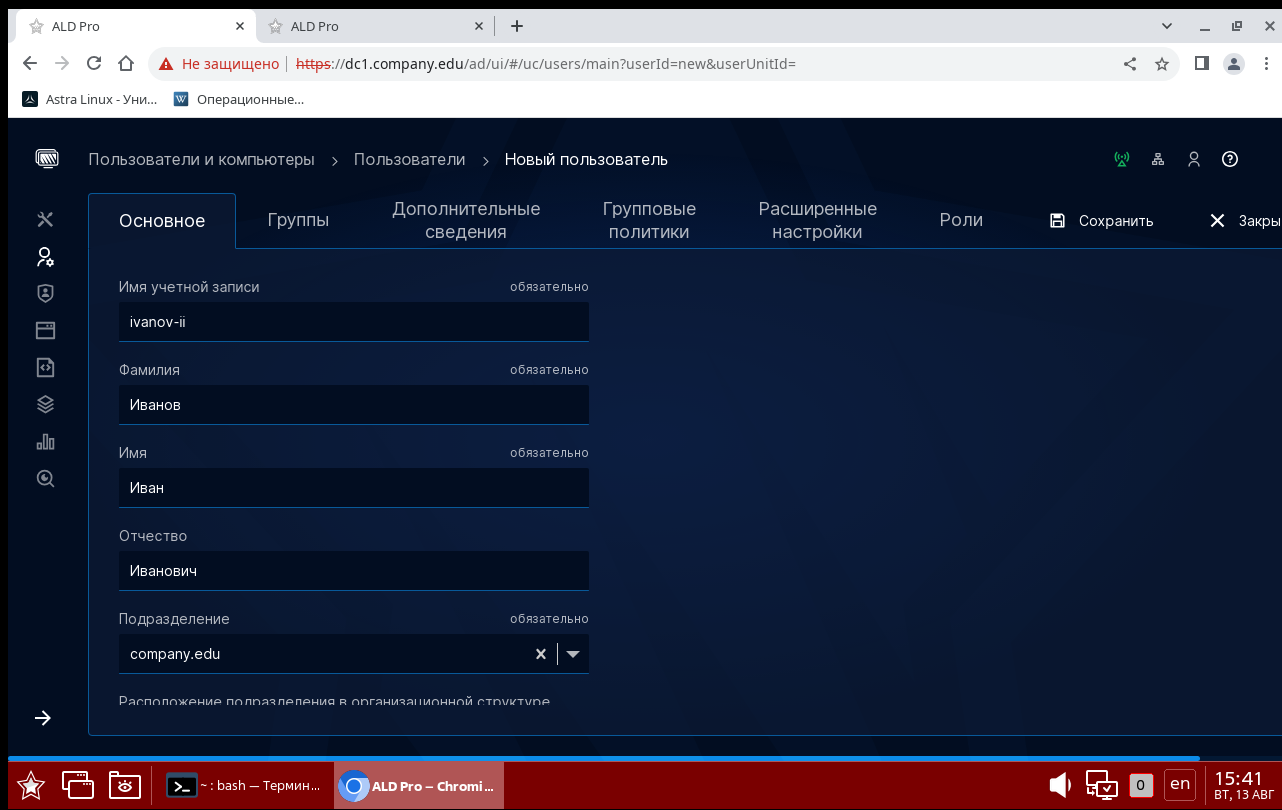 ALD Pro
ALD Pro
Не защищено
https://dc1.company.edu/ad/ui/#/uc/users/main?userId=new&userUnitId=
Astra Linux - Уни...
Операционные...
Пользователи и компьютеры > Пользователи > Новый пользователь
Основное
Группы
Дополнительные
сведения
Групповые
политики
Расширенные
настройки
Роли
Сохранить
Закры
Имя учетной записи
обязательно
ivanov-ii
Фамилия
обязательно
Иванов
Имя
обязательно
Иван
Отчество
Иванович
Подразделение
обязательно
company.edu
Расположение подразделения в организационной структуре
~ : bash — Термин...
ALD Pro – Chromi...
0
en
15:41
ВТ, 13 АВГ